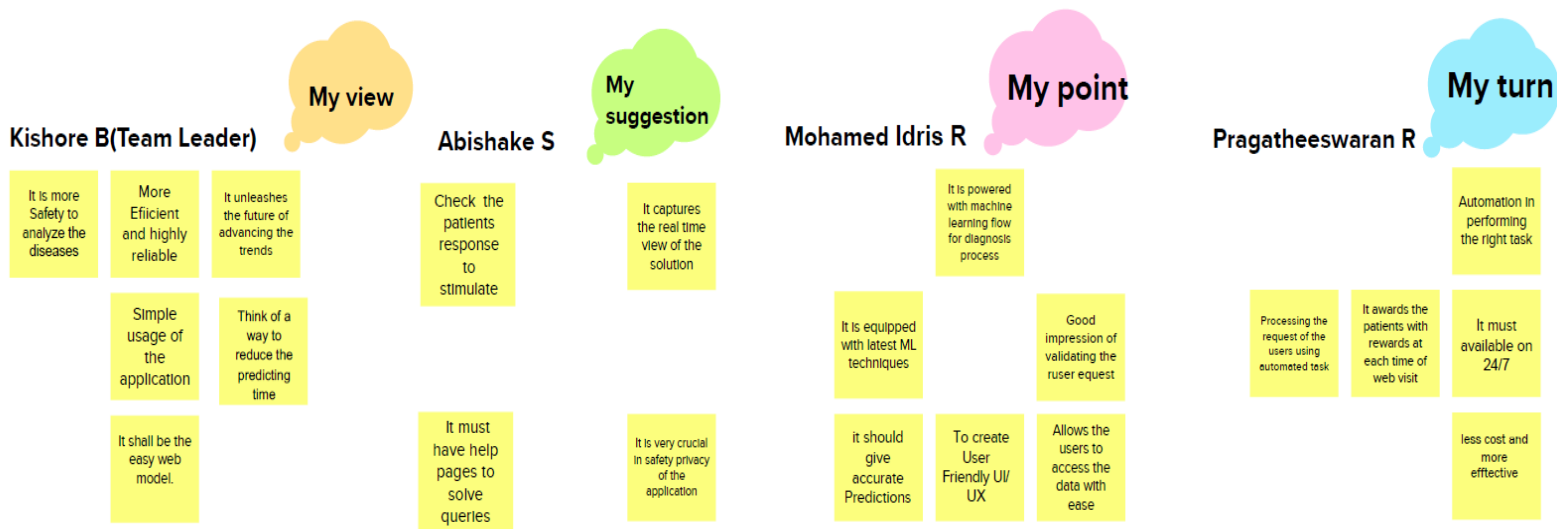 My view
Kishore B(Team Leader)
It is more
Safety to
analyze the
diseases
More
Efiicient
and highly
reliable
It unleashes
the future of
advancing the
trends
Simple
usage of
the
application
Think of a
way to
reduce the
predicting
time
It shall be the
easy web
model.
My
suggestion
Abishake S
Check the
patients
response
to
stimulate
It captures
the real time
view of the
solution
It must
have help
pages to
solve
queries
It is very crucial
in safety privacy
of the
application
My point
Mohamed Idris R
It is powered
with machine
learning flow
for diagnosis
process
It is equipped
with latest ML
techniques
Good
impression of
validating the
ruser equest
it should
give
accurate
Predictions
To create
User
Friendly UI/
UX
Allows the
users to
access the
data with
ease
My turn
Pragatheeswaran R
Automation in
performing
the right task
Processing the
request of the
users using
automated task
It awards the
patients with
rewards at
each time of
web visit
It must
available on
24/7
less cost and
more
efftective